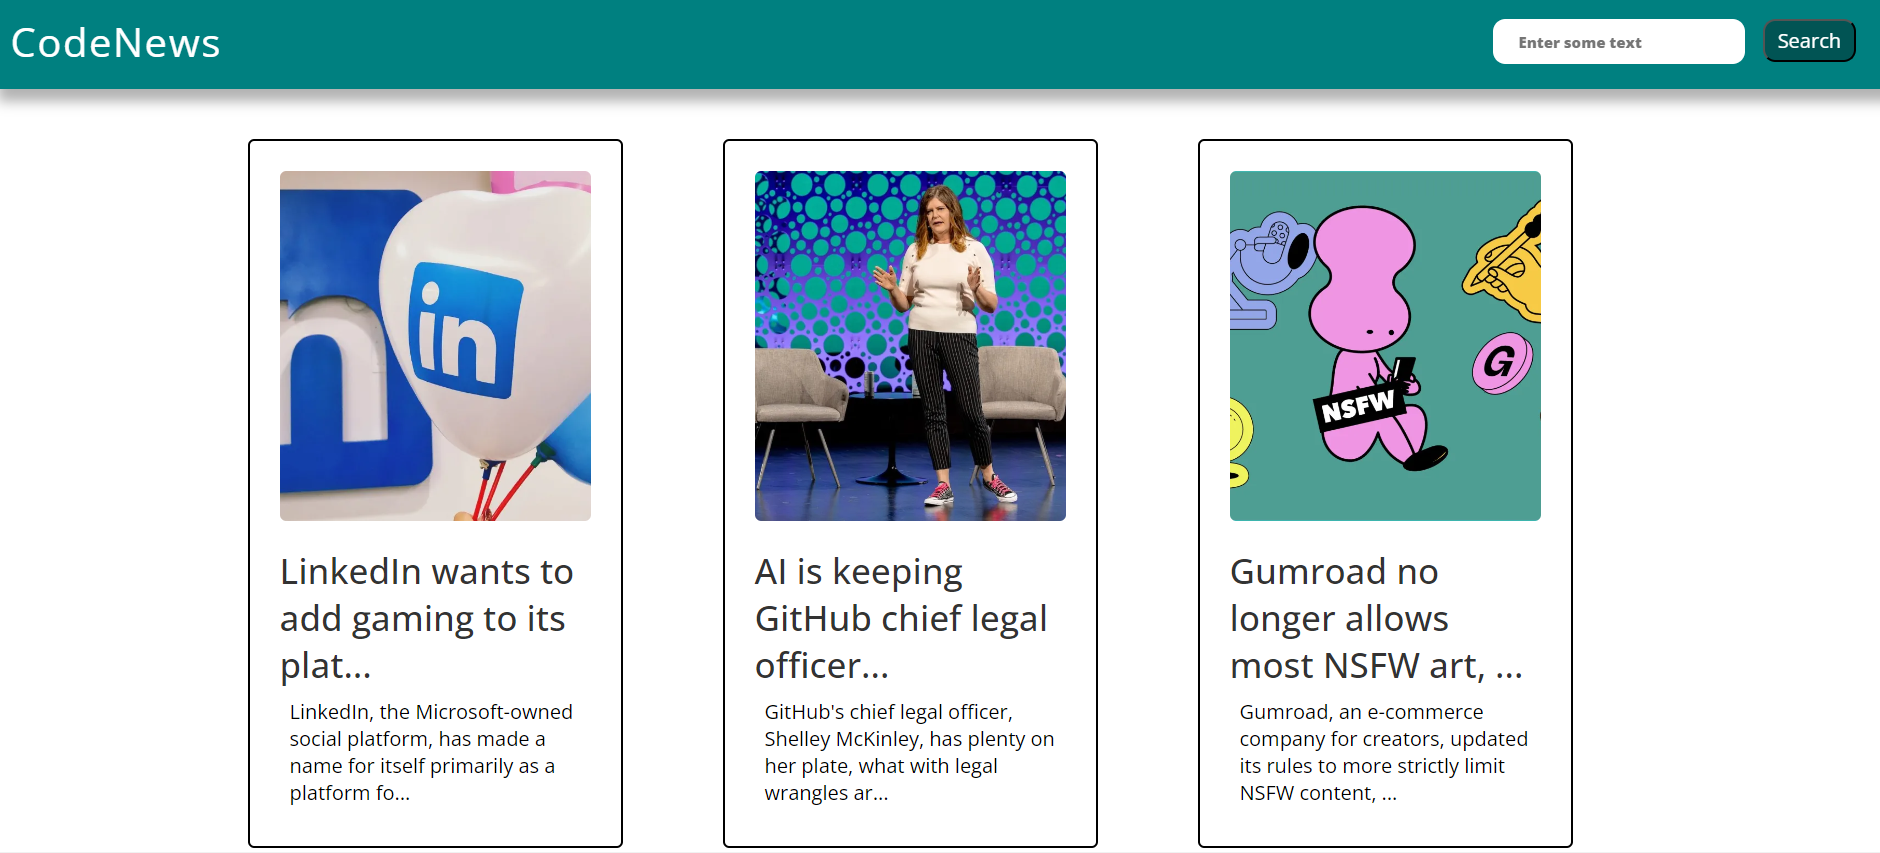 CodeNews
Enter some text
Search
in
n
G
NSFW
LinkedIn wants to
add gaming to its
plat...
LinkedIn, the Microsoft-owned
social platform, has made a
name for itself primarily as a
platform fo...
AI is keeping
GitHub chief legal
officer...
GitHub's chief legal officer,
Shelley McKinley, has plenty on
her plate, what with legal
wrangles ar...
Gumroad no
longer allows
most NSFW art, ...
Gumroad, an e-commerce
company for creators, updated
its rules to more strictly limit
NSFW content, ...